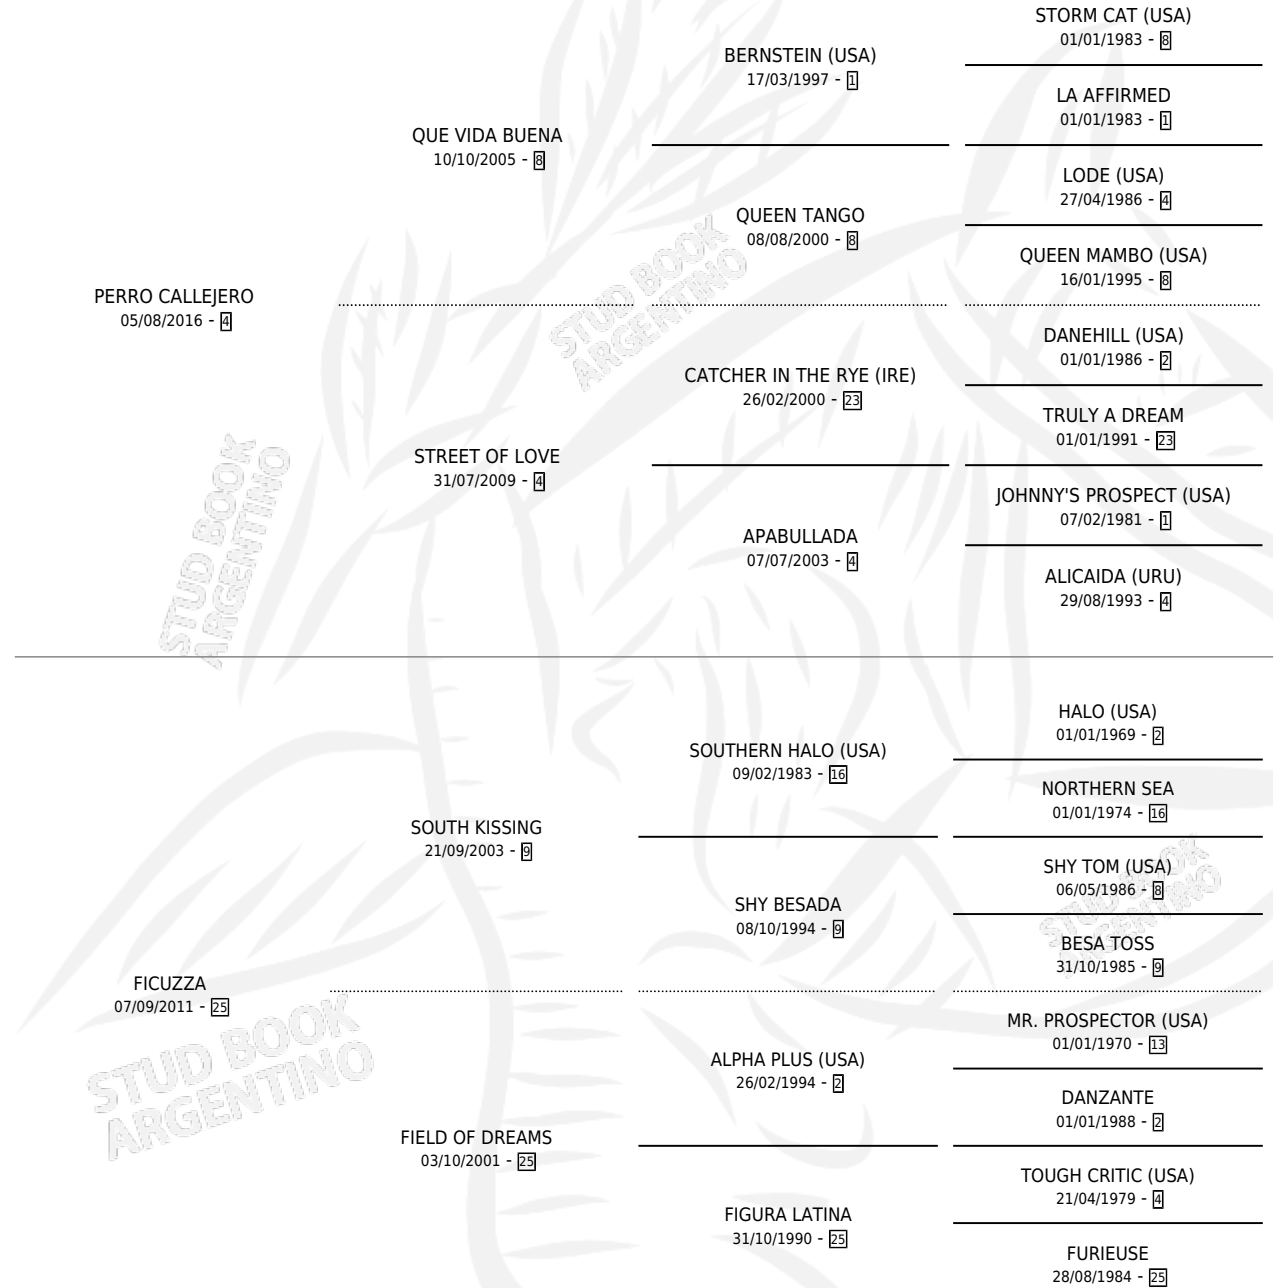 STORM CAT (USA)
01/01/1983 - 8
BERNSTEIN (USA)
17/03/1997 - 1
LA AFFIRMED
01/01/1983 - 1
QUE VIDA BUENA
10/10/2005 - 8
LODE (USA)
27/04/1986 - 4
QUEEN TANGO
08/08/2000 - 8
QUEEN MAMBO (USA)
16/01/1995 - 8
PERRO CALLEJERO
05/08/2016 - 4
DANEHILL (USA)
01/01/1986 - 2
CATCHER IN THE RYE (IRE)
26/02/2000 - 23
TRULY A DREAM
01/01/1991 - 23
STREET OF LOVE
31/07/2009 - 4
JOHNNY'S PROSPECT (USA)
07/02/1981 - 1
APABULLADA
07/07/2003 - 4
ALICAIDA (URU)
29/08/1993 - 4
HALO (USA)
01/01/1969 - 2
SOUTHERN HALO (USA)
09/02/1983 - 16
NORTHERN SEA
01/01/1974 - 16
SOUTH KISSING
21/09/2003 - 9
SHY TOM (USA)
06/05/1986 - 8
SHY BESADA
08/10/1994 - 9
BESA TOSS
31/10/1985 - 9
FICUZZA
07/09/2011 - 25
MR. PROSPECTOR (USA)
01/01/1970 - 13
ALPHA PLUS (USA)
26/02/1994 - 2
DANZANTE
01/01/1988 - 2
FIELD OF DREAMS
03/10/2001 - 25
TOUGH CRITIC (USA)
21/04/1979 - 4
FIGURA LATINA
31/10/1990 - 25
FURIEUSE
28/08/1984 - 25
STUD BOOK
ARGENTINO
STUD BOOK
ARGENTINO
STUD BOOK
ARGENTINO
STUD BOOK
ARGENTINO